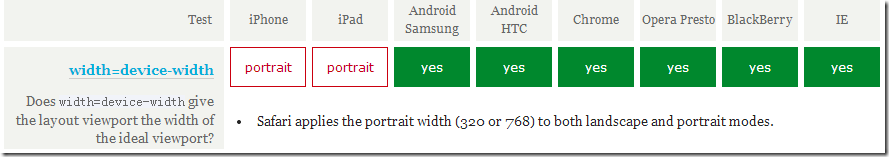 Test iPhone iPad Android Samsung Android HTC Chrome Opera Presto BlackBerry IE
width=device-width portrait portrait yes yes yes yes yes yes
Does width=device-width give
the layout viewport the width of
the ideal viewport?
• Safari applies the portrait width (320 or 768) to both landscape and portrait modes.